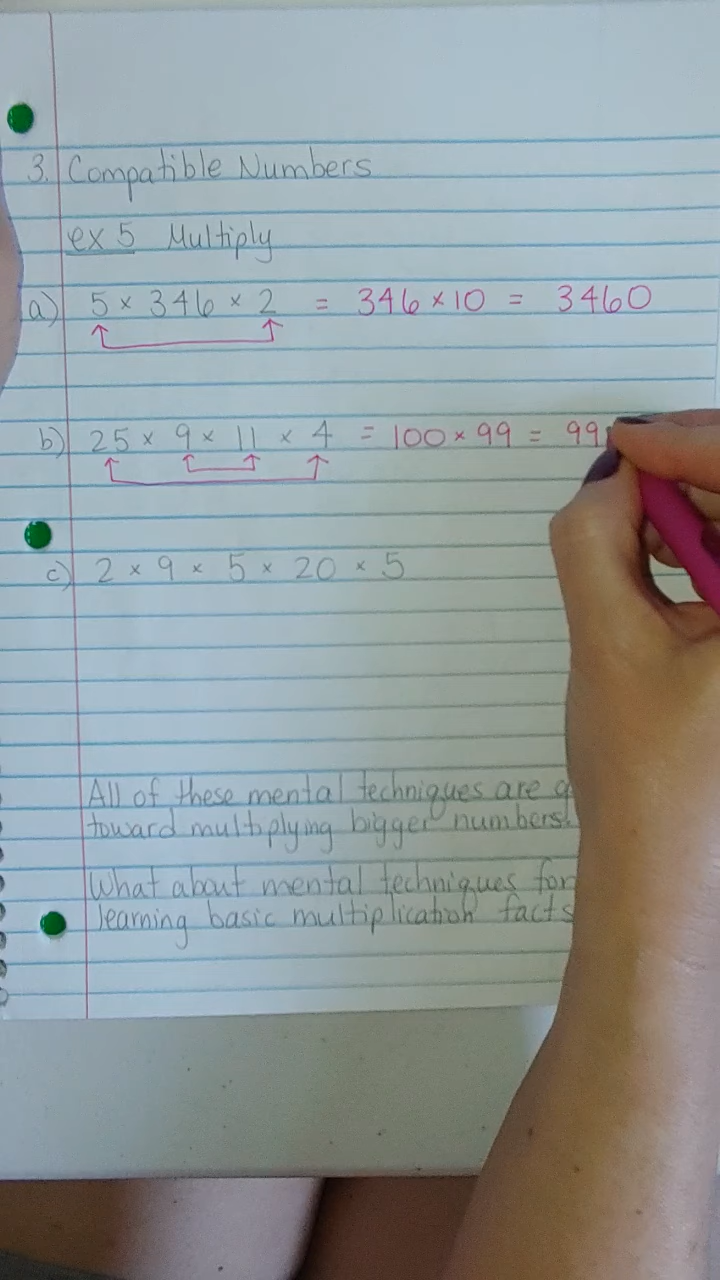 3. Compatible Numbers
ex 5 Multiply
a) 5 × 346 × 2 = 346 × 10 = 3460
b) 25 × 9 × 11 × 4 = 100 × 99 = 99
c) 2 × 9 × 5 × 20 × 5
All of these mental techniques are
toward multiplying bigger numbers.
What about mental techniques for
learning basic multiplication facts